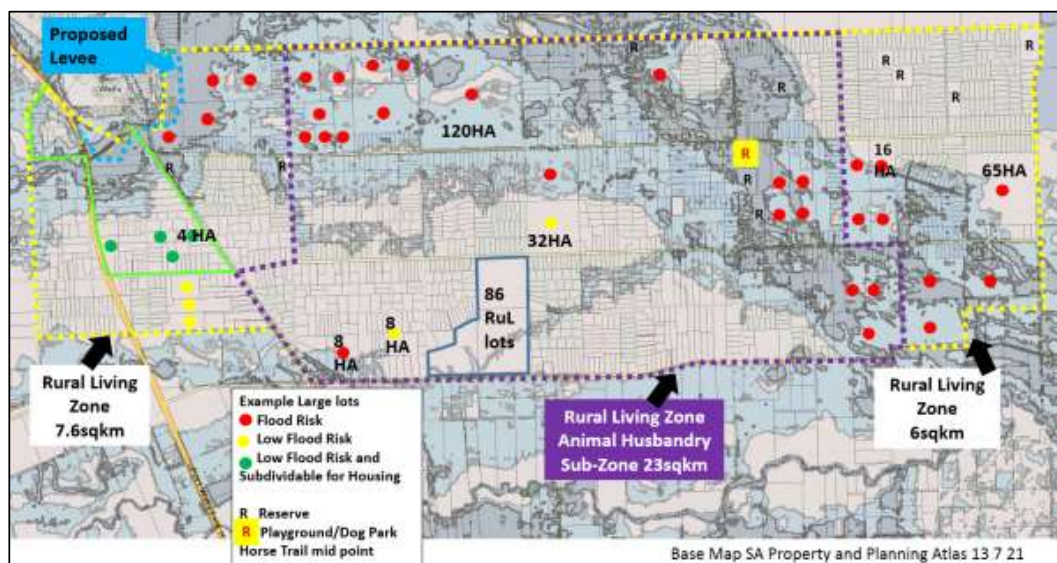 Proposed
Levee
Wells
R
R
R
R
R
R
120HA
R
16
HA
65HA
R
R
R
4 HA
R
32HA
86
RuL
lots
8
HA
8
HA
Rural Living
Zone
7.6sqkm
Example Large lots
Flood Risk
Low Flood Risk
Low Flood Risk and
Subdividable for Housing
R Reserve
R Playground/Dog Park
Horse Trail mid point
Rural Living Zone
Animal Husbandry
Sub-Zone 23sqkm
Rural Living
Zone
6sqkm
Base Map SA Property and Planning Atlas 13 7 21